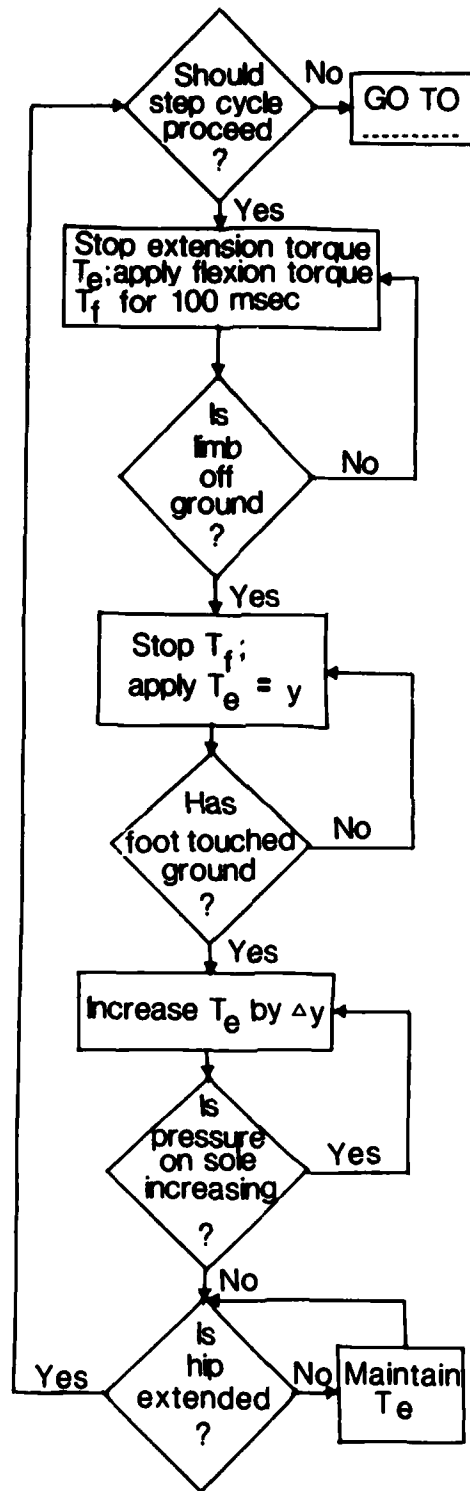 Should
step cycle
proceed
?
No
GO TO
----------
Yes
Stop extension torque
Te; apply flexion torque
Tf for 100 msec
Is
limb
off
ground
?
No
Yes
Stop Tf;
apply Te = y
Has
foot touched
ground
?
No
Yes
Increase Te by Δy
Is
pressure
on sole
increasing
?
Yes
No
Is
hip
extended
?
Yes
No
Maintain
Te